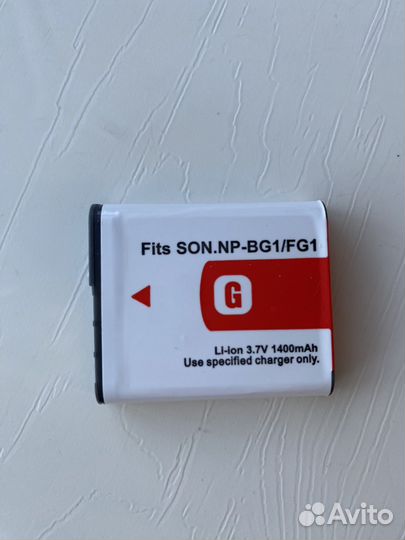 Fits SON.NP-BG1/FG1
G
Li-ion 3.7V 1400mAh
Use specified charger only.
Avito